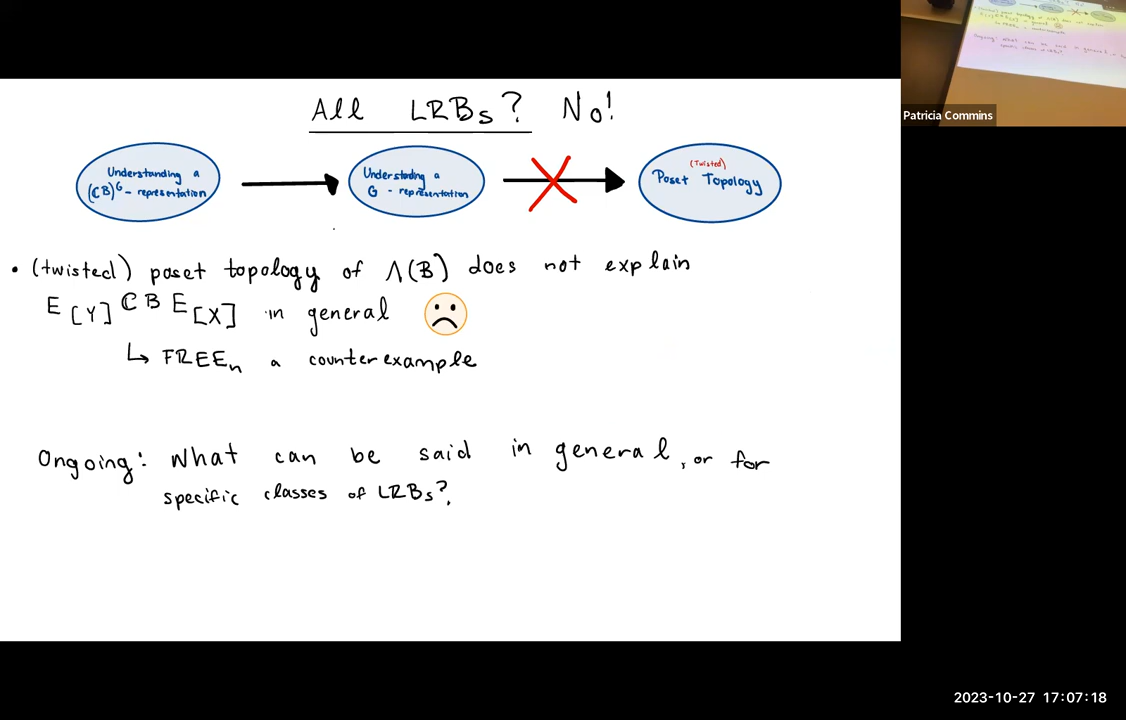 All LRBs? No!
Understanding a
(ℂB)^G - representation
Understanding a
G - representation
(Twisted)
Poset Topology
• (twisted) poset topology of Λ(B) does not explain
E_[Y] ℂB E_[X] in general
↳ FREE_n a counterexample
Ongoing: What can be said in general, or for
specific classes of LRBs?
Patricia Commins
2023-10-27 17:07:18